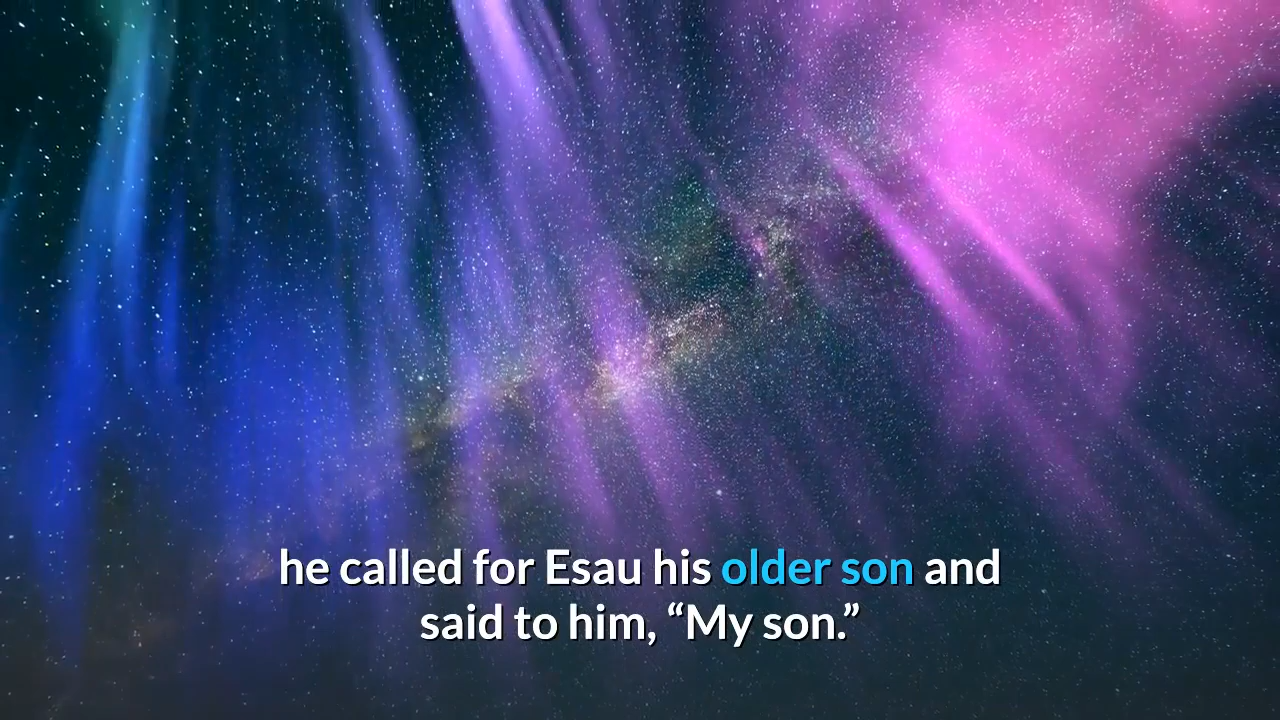 he called for Esau his older son and
said to him, “My son.”